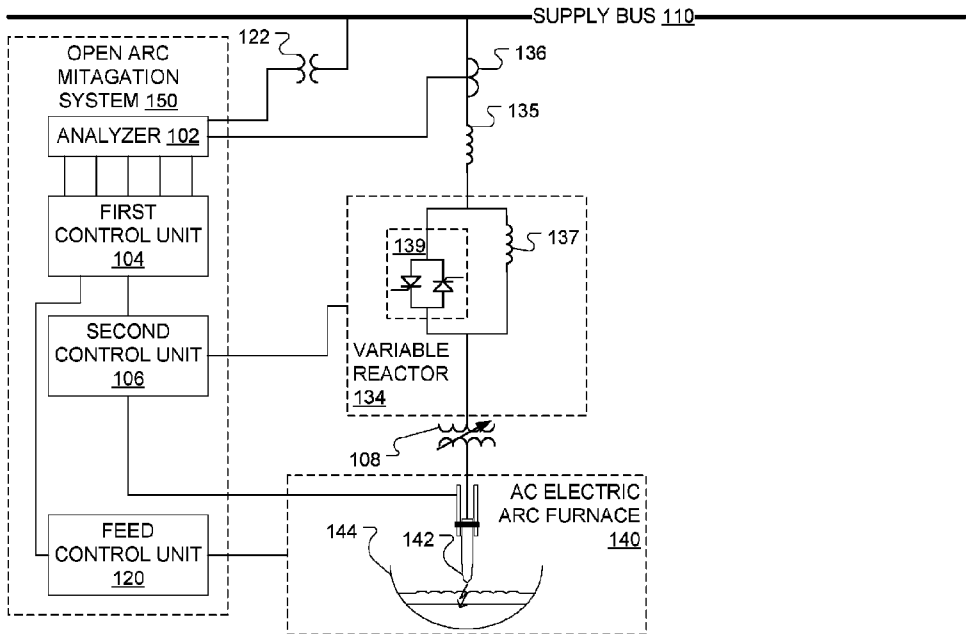 SUPPLY BUS 110
122
136
OPEN ARC
MITAGATION
SYSTEM 150
135
ANALYZER 102
FIRST
CONTROL UNIT
104
139
137
SECOND
CONTROL UNIT
106
VARIABLE
REACTOR
134
108
AC ELECTRIC
ARC FURNACE
140
FEED
CONTROL UNIT
120
144
142